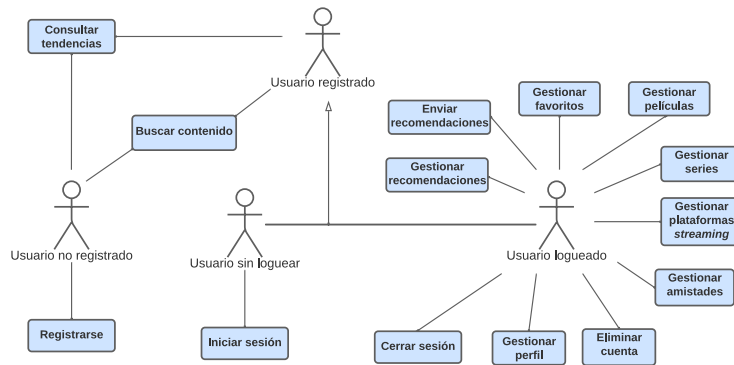 Consultar
tendencias
Usuario registrado
Gestionar
favoritos
Gestionar
películas
Enviar
recomendaciones
Buscar contenido
Gestionar
recomendaciones
Gestionar
series
Gestionar
plataformas
streaming
Usuario no registrado
Usuario sin loguear
Usuario logueado
Gestionar
amistades
Registrarse
Iniciar sesión
Cerrar sesión
Gestionar
perfil
Eliminar
cuenta